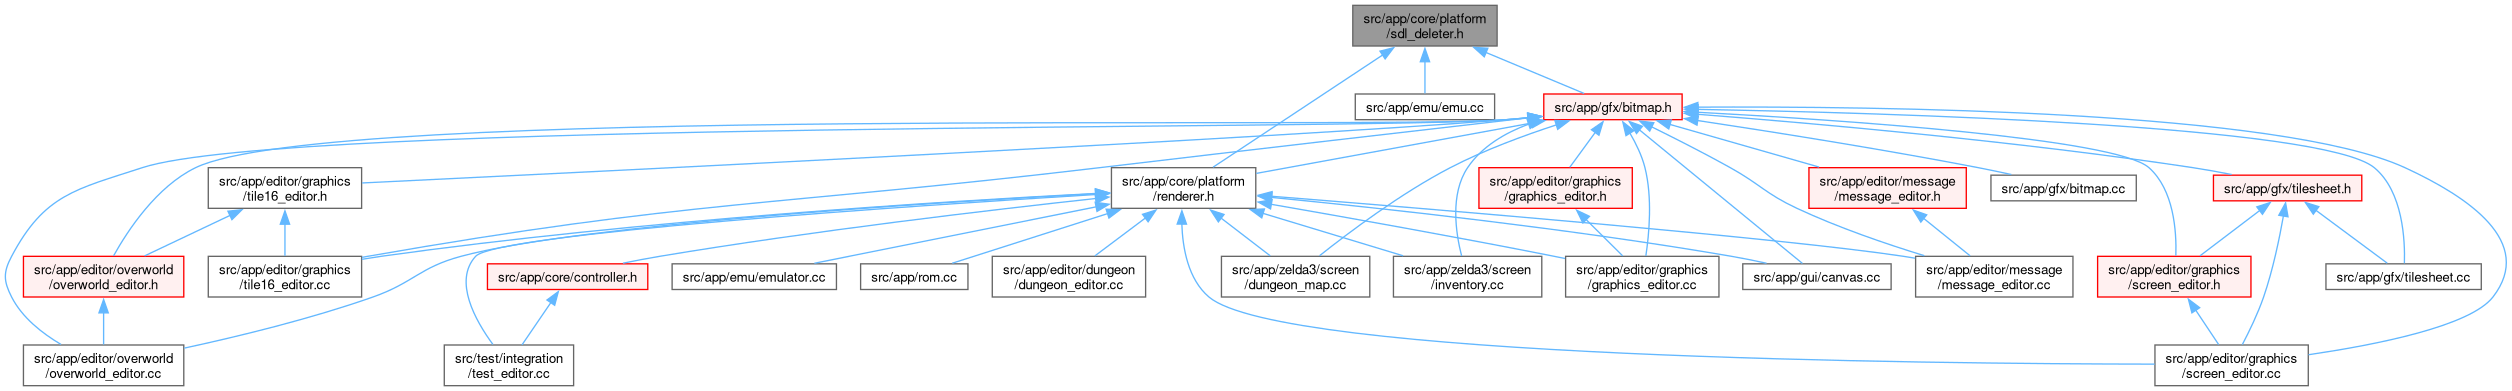 src/app/core/platform
/sdl_deleter.h
src/app/emu/emu.cc
src/app/gfx/bitmap.h
src/app/editor/graphics
/tile16_editor.h
src/app/core/platform
/renderer.h
src/app/editor/graphics
/graphics_editor.h
src/app/editor/message
/message_editor.h
src/app/gfx/bitmap.cc
src/app/gfx/tilesheet.h
src/app/editor/overworld
/overworld_editor.h
src/app/editor/graphics
/tile16_editor.cc
src/app/core/controller.h
src/app/emu/emulator.cc
src/app/rom.cc
src/app/editor/dungeon
/dungeon_editor.cc
src/app/zelda3/screen
/dungeon_map.cc
src/app/zelda3/screen
/inventory.cc
src/app/editor/graphics
/graphics_editor.cc
src/app/gui/canvas.cc
src/app/editor/message
/message_editor.cc
src/app/editor/graphics
/screen_editor.h
src/app/gfx/tilesheet.cc
src/app/editor/overworld
/overworld_editor.cc
src/test/integration
/test_editor.cc
src/app/editor/graphics
/screen_editor.cc